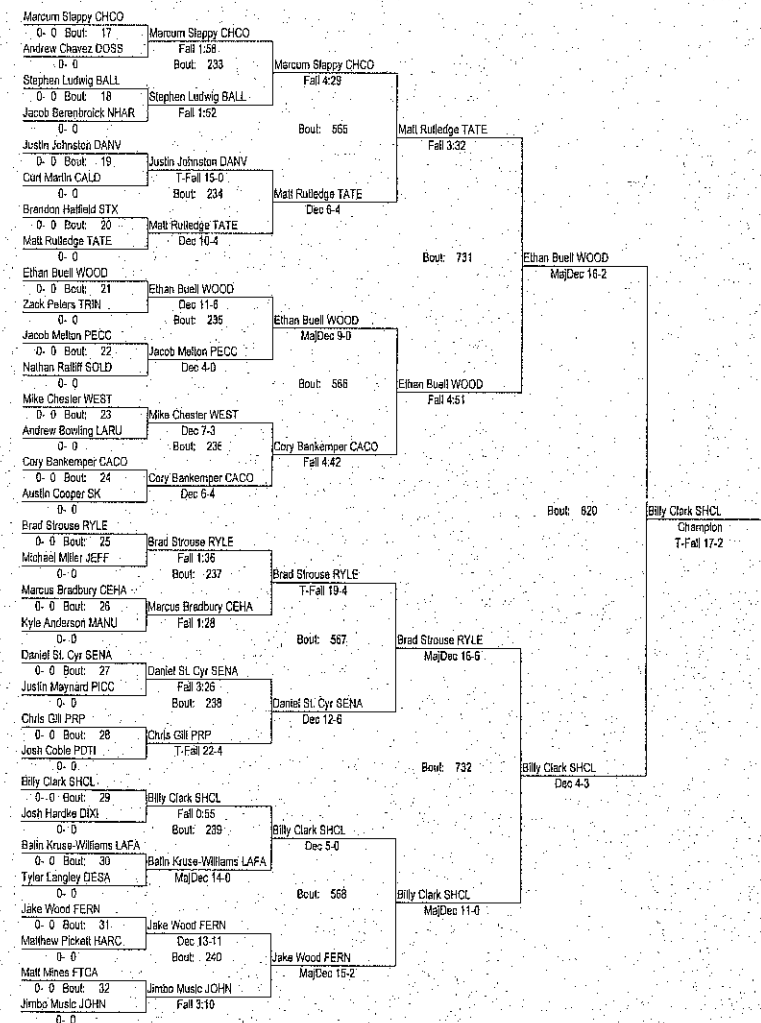 Marcum Slappy CHCO
0- 0 Bout: 17
Andrew Chavez DOSS
0- 0
Stephen Ludwig BALL
0- 0 Bout: 18
Jacob Berenbroick NHAR
0- 0
Justin Johnston DANV
0- 0 Bout: 19
Curt Martin CALD
0- 0
Brandon Hatfield STX
0- 0 Bout: 20
Matt Rutledge TATE
0- 0
Ethan Buell WOOD
0- 0 Bout: 21
Zack Peters TRIN
0- 0
Jacob Melton PECC
0- 0 Bout: 22
Nathan Ratliff SOLD
0- 0
Mike Chester WEST
0- 0 Bout: 23
Andrew Bowling LARU
0- 0
Cory Bankemper CACO
0- 0 Bout: 24
Austin Cooper SK
0- 0
Brad Strouse RYLE
0- 0 Bout: 25
Michael Miller JEFF
0- 0
Marcus Bradbury CEHA
0- 0 Bout: 26
Kyle Anderson MANU
0- 0
Daniel St. Cyr SENA
0- 0 Bout: 27
Justin Maynard PICC
0- 0
Chris Gill PRP
0- 0 Bout: 28
Josh Coble PDTI
0- 0
Billy Clark SHCL
0- 0 Bout: 29
Josh Hardke DIXI
0- 0
Balin Kruse-Williams LAFA
0- 0 Bout: 30
Tyler Langley DESA
0- 0
Jake Wood FERN
0- 0 Bout: 31
Matthew Pickett HARC
0- 0
Matt Mines FTCA
0- 0 Bout: 32
Jimbo Music JOHN
0- 0
Marcum Slappy CHCO
Fall 1:58
Bout: 233
Stephen Ludwig BALL
Fall 1:52
Justin Johnston DANV
T-Fall 15-0
Bout: 234
Matt Rutledge TATE
Dec 10-4
Ethan Buell WOOD
Dec 11-6
Bout: 235
Jacob Melton PECC
Dec 4-0
Mike Chester WEST
Dec 7-3
Bout: 236
Cory Bankemper CACO
Dec 6-4
Brad Strouse RYLE
Fall 1:36
Bout: 237
Marcus Bradbury CEHA
Fall 1:28
Daniel St. Cyr SENA
Fall 3:26
Bout: 238
Chris Gill PRP
T-Fall 22-4
Billy Clark SHCL
Fall 0:55
Bout: 239
Balin Kruse-Williams LAFA
MajDec 14-0
Jake Wood FERN
Dec 13-11
Bout: 240
Jimbo Music JOHN
Fall 3:10
Marcum Slappy CHCO
Fall 4:29
Bout: 565
Matt Rutledge TATE
Dec 6-4
Ethan Buell WOOD
MajDec 9-0
Bout: 566
Cory Bankemper CACO
Fall 4:42
Brad Strouse RYLE
T-Fall 19-4
Bout: 567
Daniel St. Cyr SENA
Dec 12-6
Billy Clark SHCL
Dec 5-0
Bout: 568
Jake Wood FERN
MajDec 15-2
Matt Rutledge TATE
Fall 3:32
Bout: 731
Ethan Buell WOOD
Fall 4:51
Brad Strouse RYLE
MajDec 16-6
Bout: 732
Billy Clark SHCL
MajDec 11-0
Ethan Buell WOOD
MajDec 16-2
Bout: 820
Billy Clark SHCL
Dec 4-3
Billy Clark SHCL
Champion
T-Fall 17-2